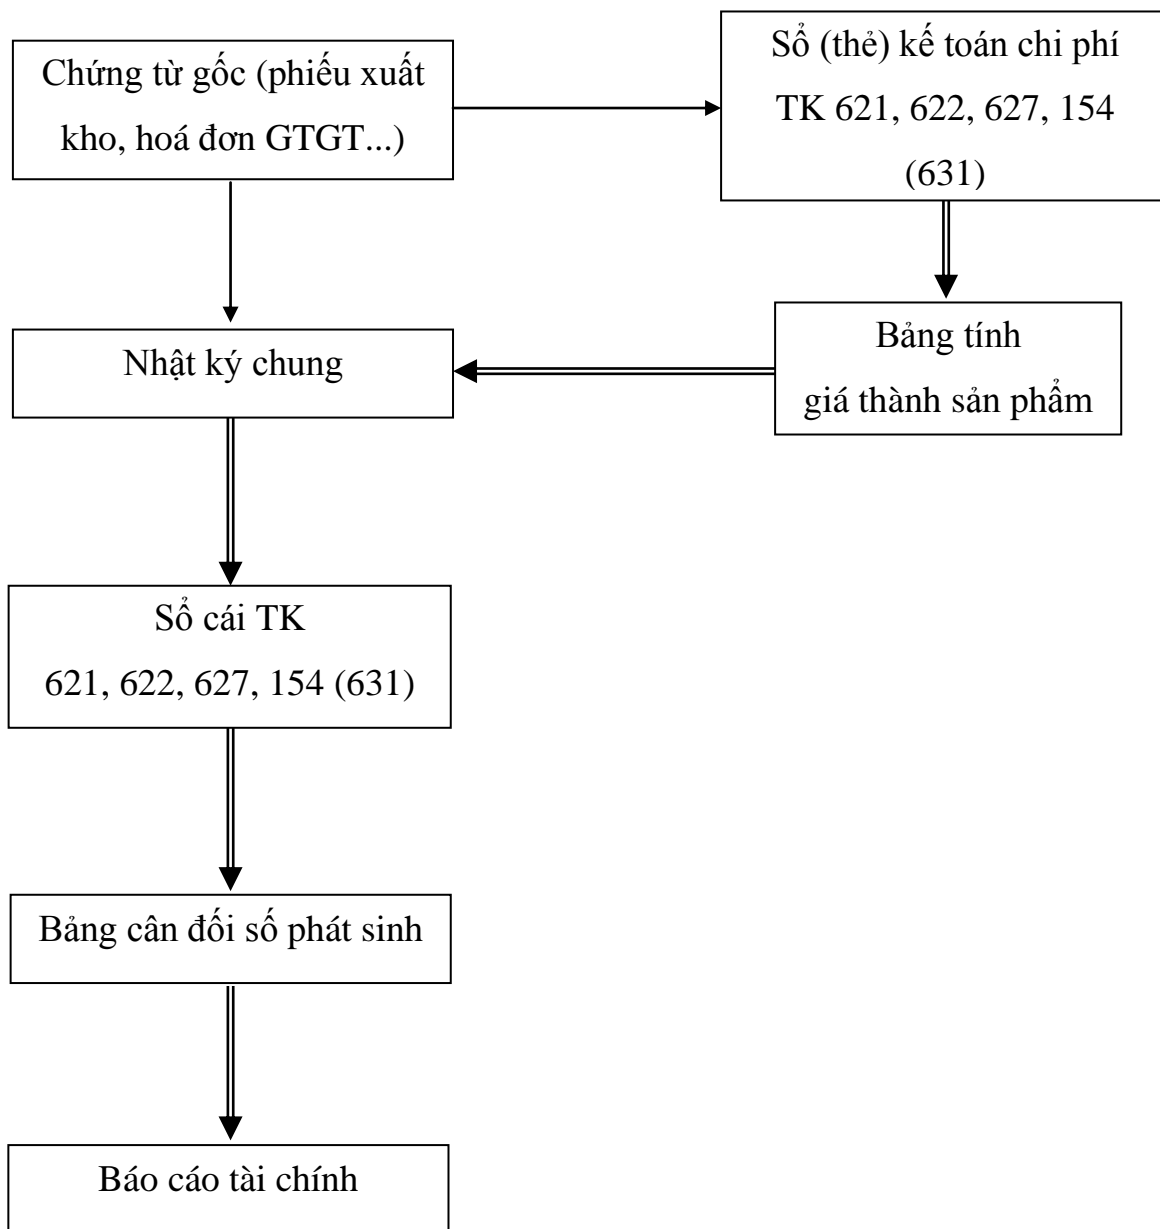 Chứng từ gốc (phiếu xuất
kho, hoá đơn GTGT...)
Sổ (thẻ) kế toán chi phí
TK 621, 622, 627, 154
(631)
Nhật ký chung
Bảng tính
giá thành sản phẩm
Sổ cái TK
621, 622, 627, 154 (631)
Bảng cân đối số phát sinh
Báo cáo tài chính